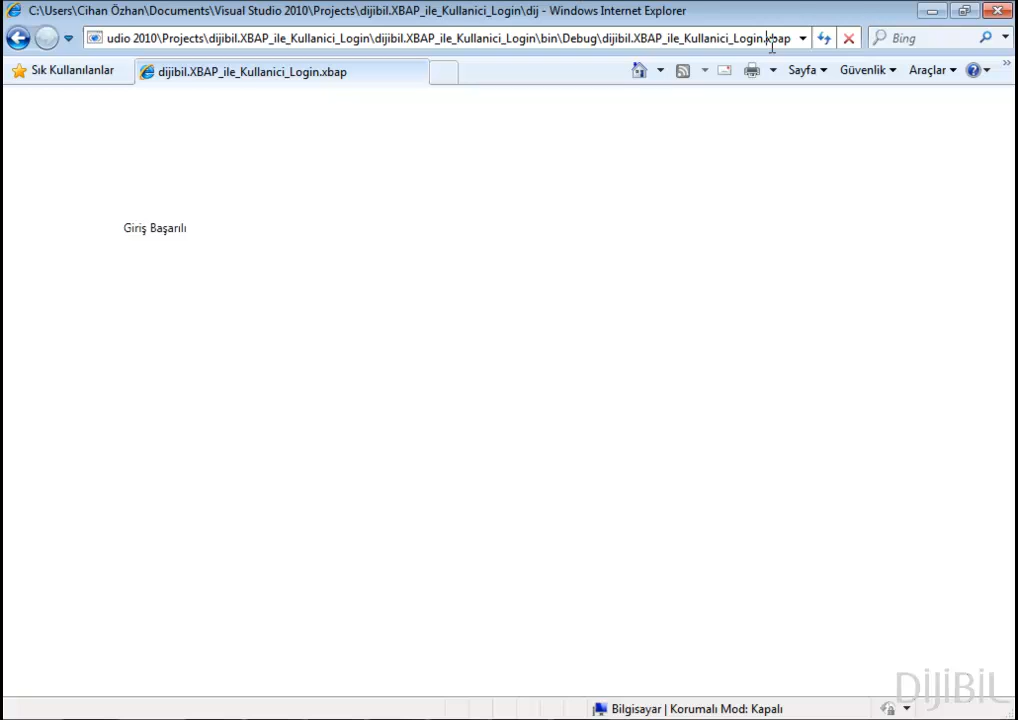 C:\Users\Cihan Özhan\Documents\Visual Studio 2010\Projects\dijibil.XBAP_ile_Kullanici_Login\dij - Windows Internet Explorer
udio 2010\Projects\dijibil.XBAP_ile_Kullanici_Login\dijibil.XBAP_ile_Kullanici_Login\bin\Debug\dijibil.XBAP_ile_Kullanici_Login.xbap
Bing
Sık Kullanılanlar
dijibil.XBAP_ile_Kullanici_Login.xbap
Sayfa
Güvenlik
Araçlar
»
Giriş Başarılı
DiJiBiL
Bilgisayar | Korumalı Mod: Kapalı